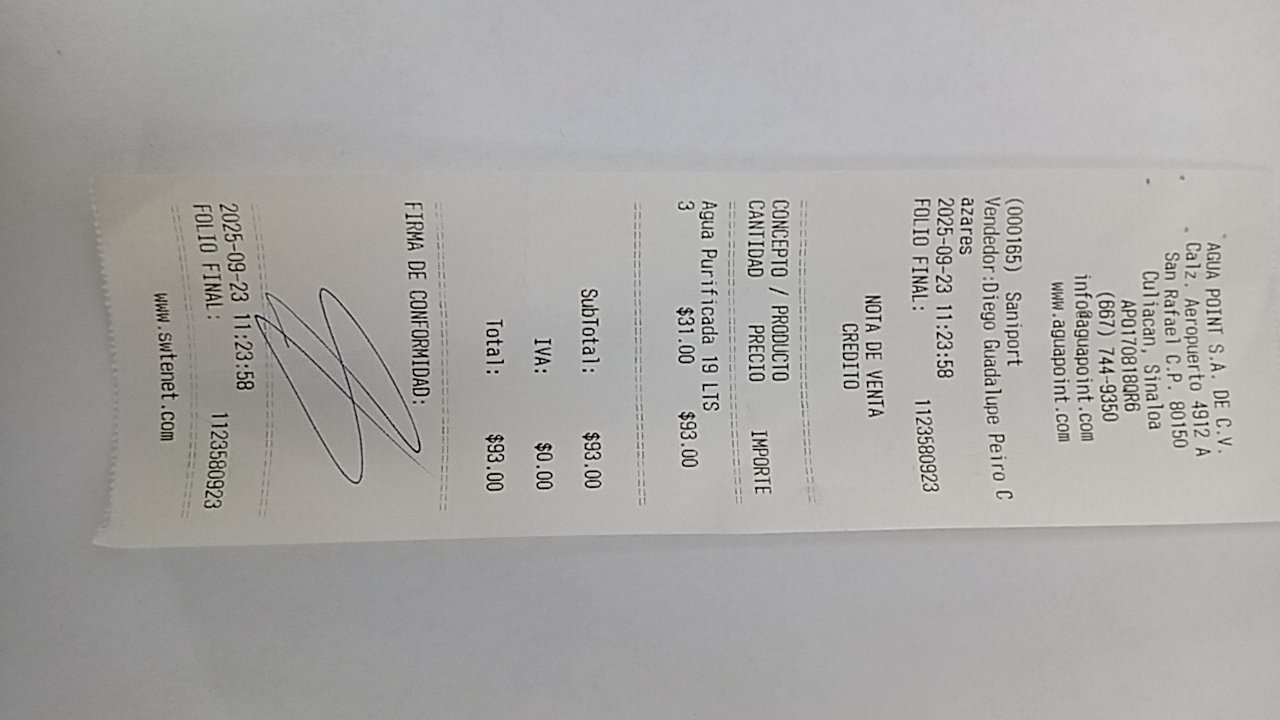 AGUA POINT S.A. DE C.V.
Calz. Aeropuerto 4912 A
San Rafael C.P. 80150
Culiacan, Sinaloa
APO170818QR6
(667) 744-9350
info@aguapoint.com
www.aguapoint.com
(000165) Saniport
Vendedor:Diego Guadalupe Peiro C
azares
2025-09-23 11:23:58
FOLIO FINAL: 1123580923
NOTA DE VENTA
CREDITO
CONCEPTO / PRODUCTO
CANTIDAD PRECIO IMPORTE
Agua Purificada 19 LTS
3 $31.00 $93.00
SubTotal: $93.00
IVA: $0.00
Total: $93.00
FIRMA DE CONFORMIDAD:
2025-09-23 11:23:58
FOLIO FINAL: 1123580923
www.swtenet.com